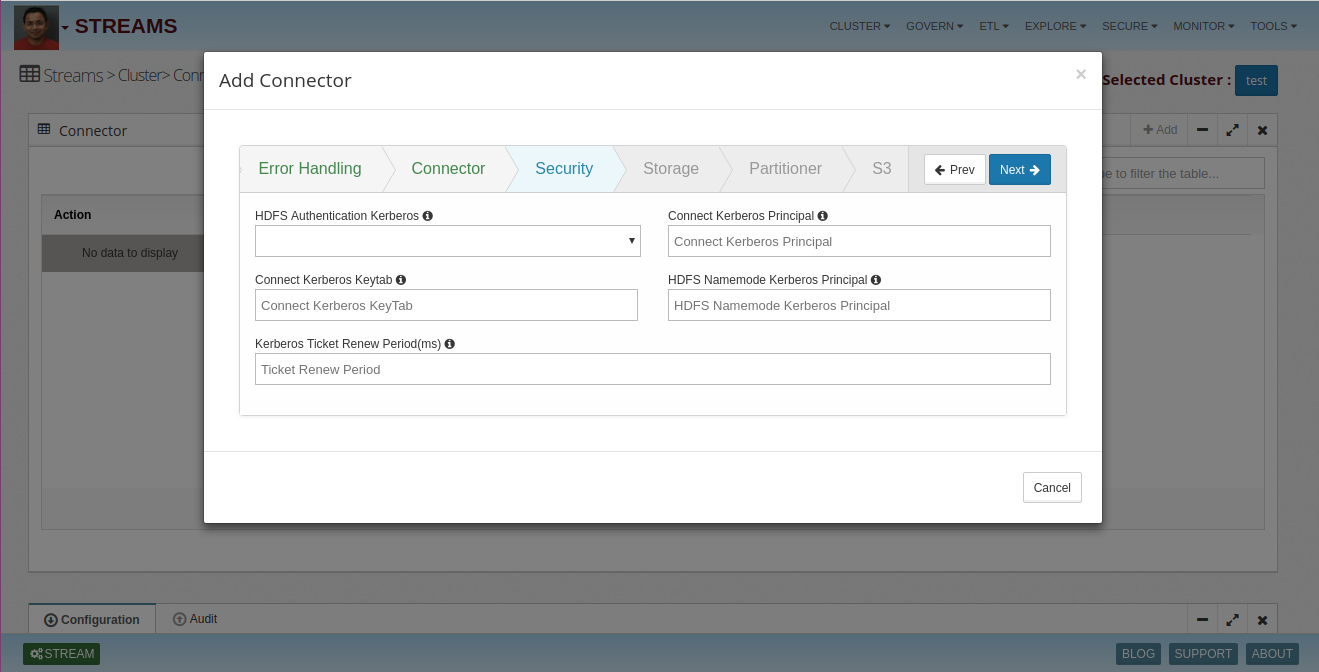 STREAMS
CLUSTER GOVERN ETL EXPLORE SECURE MONITOR TOOLS
Streams > Cluster> Conn
Selected Cluster : test
Add Connector ×
Connector
Add
Error Handling Connector Security Storage Partitioner S3 Prev Next
e to filter the table...
Action
No data to display
HDFS Authentication Kerberos Connect Kerberos Principal
Connect Kerberos Principal
Connect Kerberos Keytab HDFS Namemode Kerberos Principal
Connect Kerberos KeyTab HDFS Namemode Kerberos Principal
Kerberos Ticket Renew Period(ms)
Ticket Renew Period
Cancel
Configuration Audit
STREAM BLOG SUPPORT ABOUT